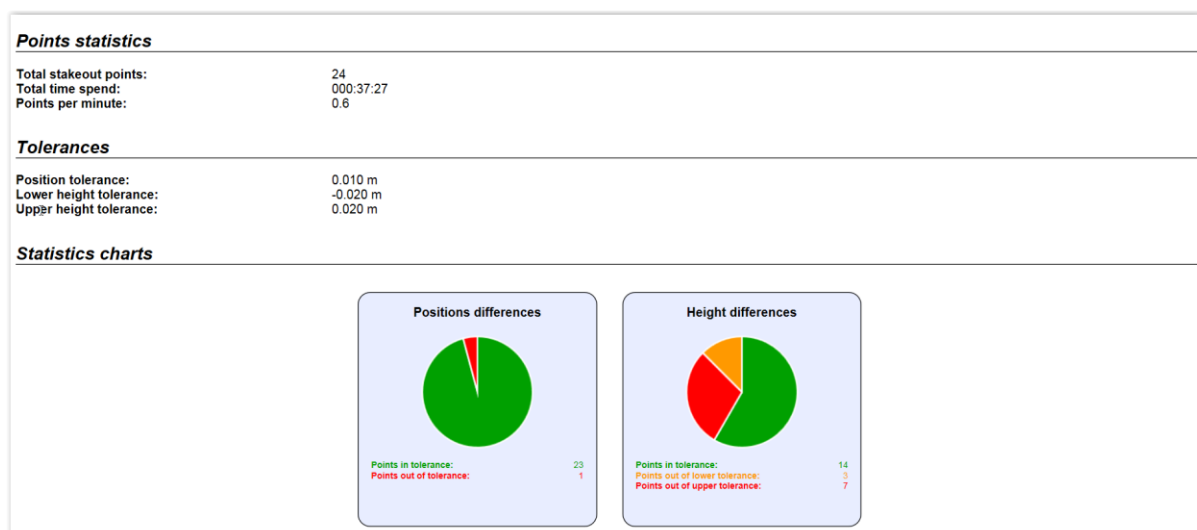 Points statistics
Total stakeout points: 24
Total time spend: 000:37:27
Points per minute: 0.6
Tolerances
Position tolerance: 0.010 m
Lower height tolerance: -0.020 m
Upper height tolerance: 0.020 m
Statistics charts
Positions differences
Points in tolerance: 23
Points out of tolerance: 1
Height differences
Points in tolerance: 14
Points out of lower tolerance: 3
Points out of upper tolerance: 7